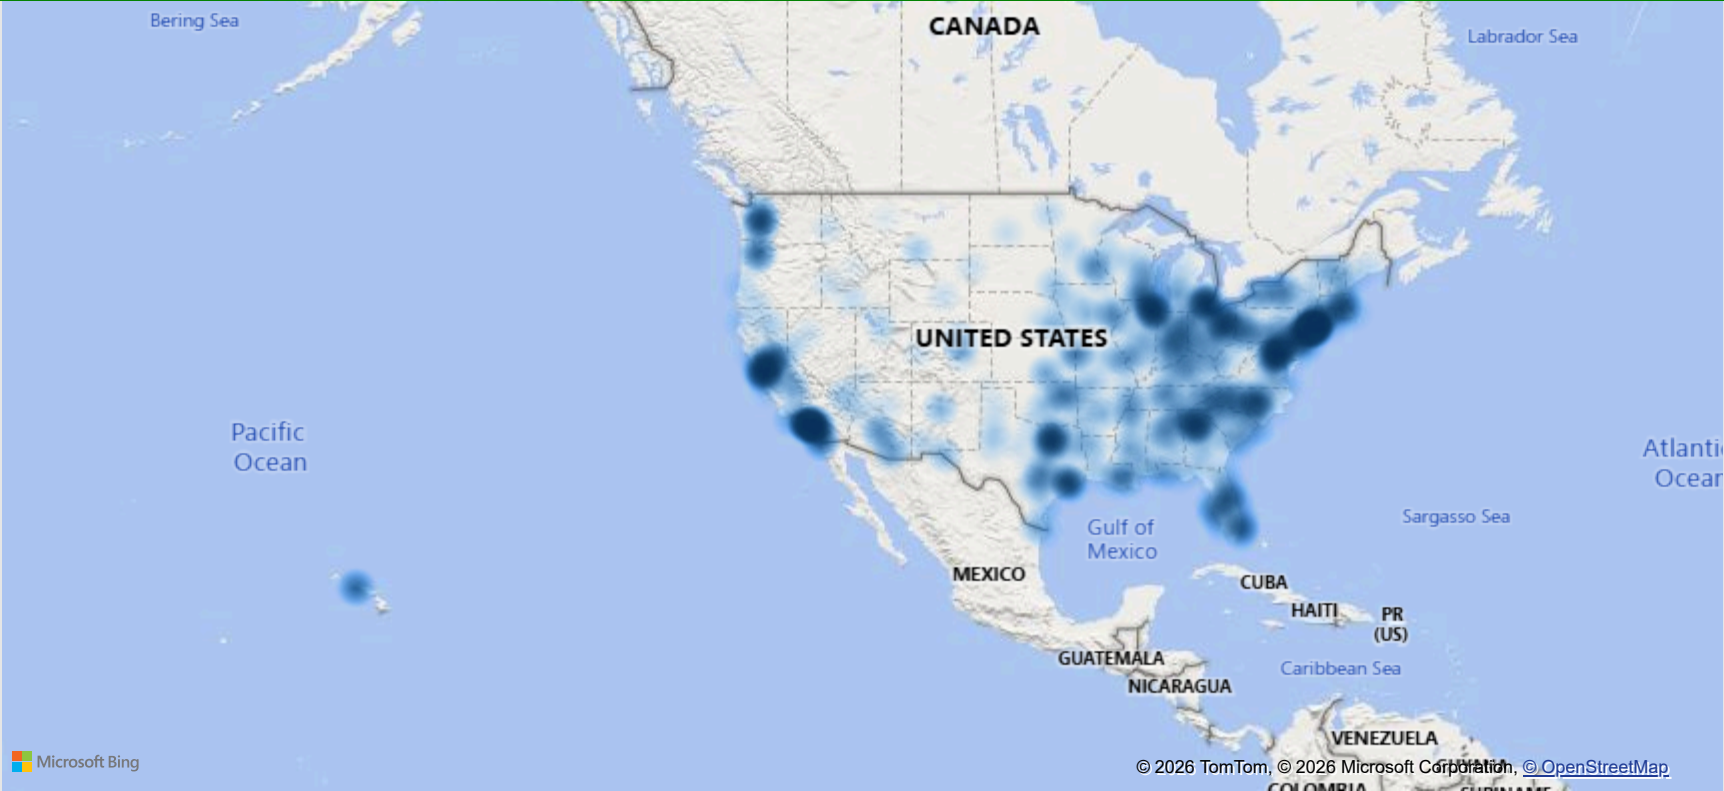 Bering Sea
CANADA
Labrador Sea
UNITED STATES
Pacific
Ocean
Atlanti
Ocear
Sargasso Sea
Gulf of
Mexico
MEXICO
CUBA
HAITI
PR
(US)
GUATEMALA
Caribbean Sea
NICARAGUA
VENEZUELA
Microsoft Bing
© 2026 TomTom, © 2026 Microsoft Corporation, © OpenStreetMap
COLOMBIA